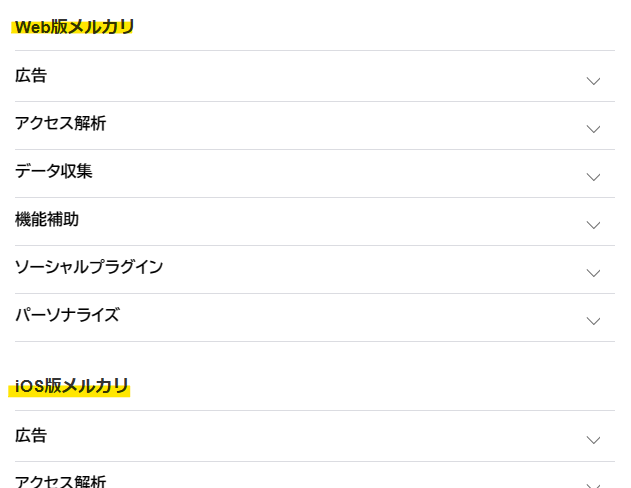 Web版メルカリ
広告
アクセス解析
データ収集
機能補助
ソーシャルプラグイン
パーソナライズ
iOS版メルカリ
広告
アクセス解析